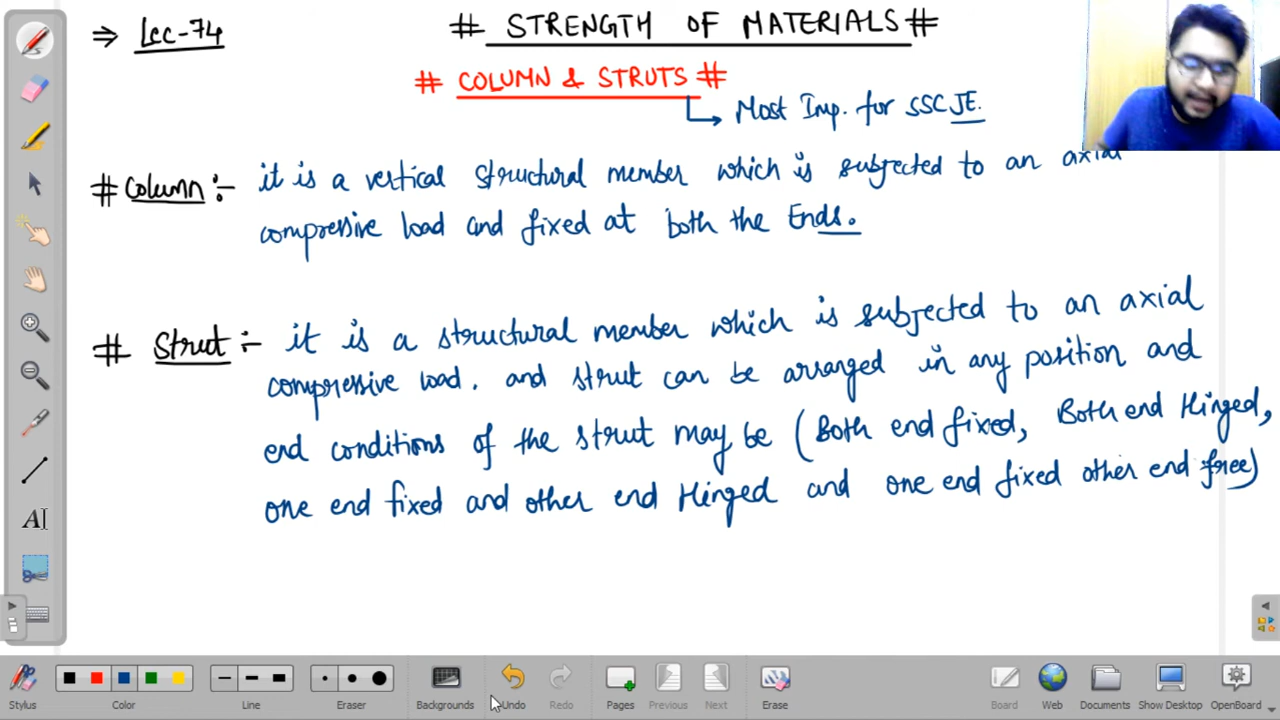 ⇒ Lec-74
# STRENGTH OF MATERIALS #
# COLUMN & STRUTS #
Most Imp. for SSC JE.
# Column :- it is a vertical structural member which is subjected to an axial
compressive load and fixed at both the Ends.
# Strut :- it is a structural member which is subjected to an axial
compressive load. and strut can be arranged in any position and
end conditions of the strut may be (Both end fixed, Both end Hinged,
one end fixed and other end Hinged and one end fixed other end free)
Stylus Color Line Eraser Backgrounds Undo Redo Pages Previous Next Erase Board Web Documents Show Desktop OpenBoard